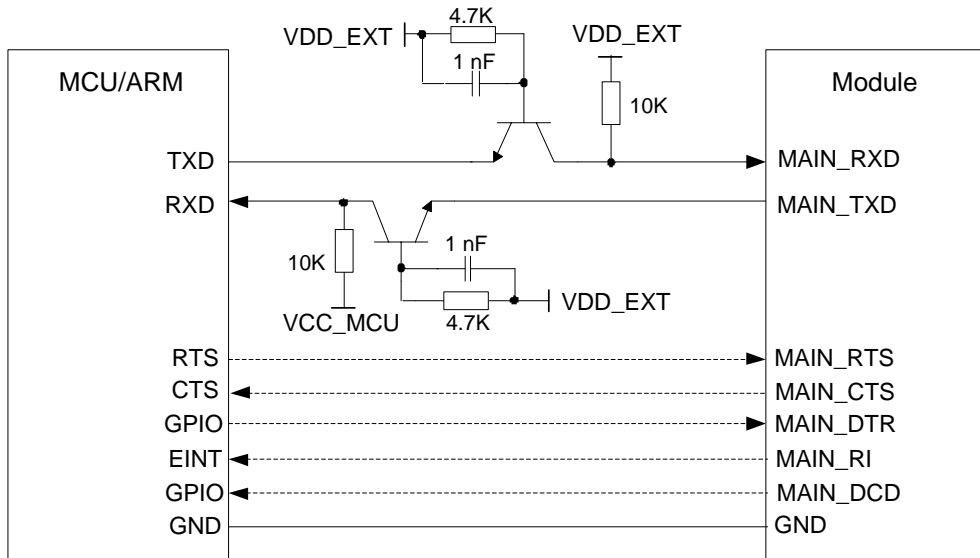 4.7K
VDD_EXT
VDD_EXT
1 nF
MCU/ARM
Module
10K
TXD
MAIN_RXD
RXD
MAIN_TXD
1 nF
10K
VDD_EXT
4.7K
VCC_MCU
RTS
MAIN_RTS
CTS
MAIN_CTS
GPIO
MAIN_DTR
EINT
MAIN_RI
GPIO
MAIN_DCD
GND
GND